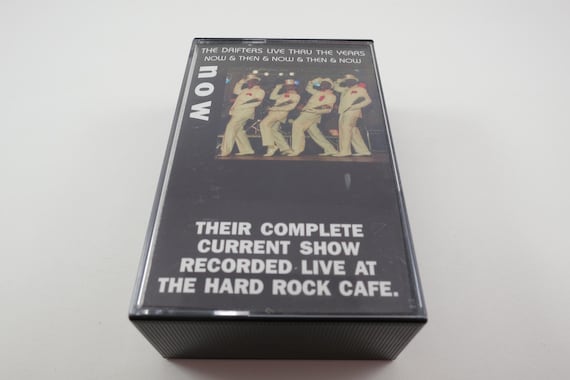 THE DRIFTERS LIVE THRU THE YEARS
NOW & THEN & NOW & THEN & NOW
now
THEIR COMPLETE
CURRENT SHOW
RECORDED LIVE AT
THE HARD ROCK CAFE.